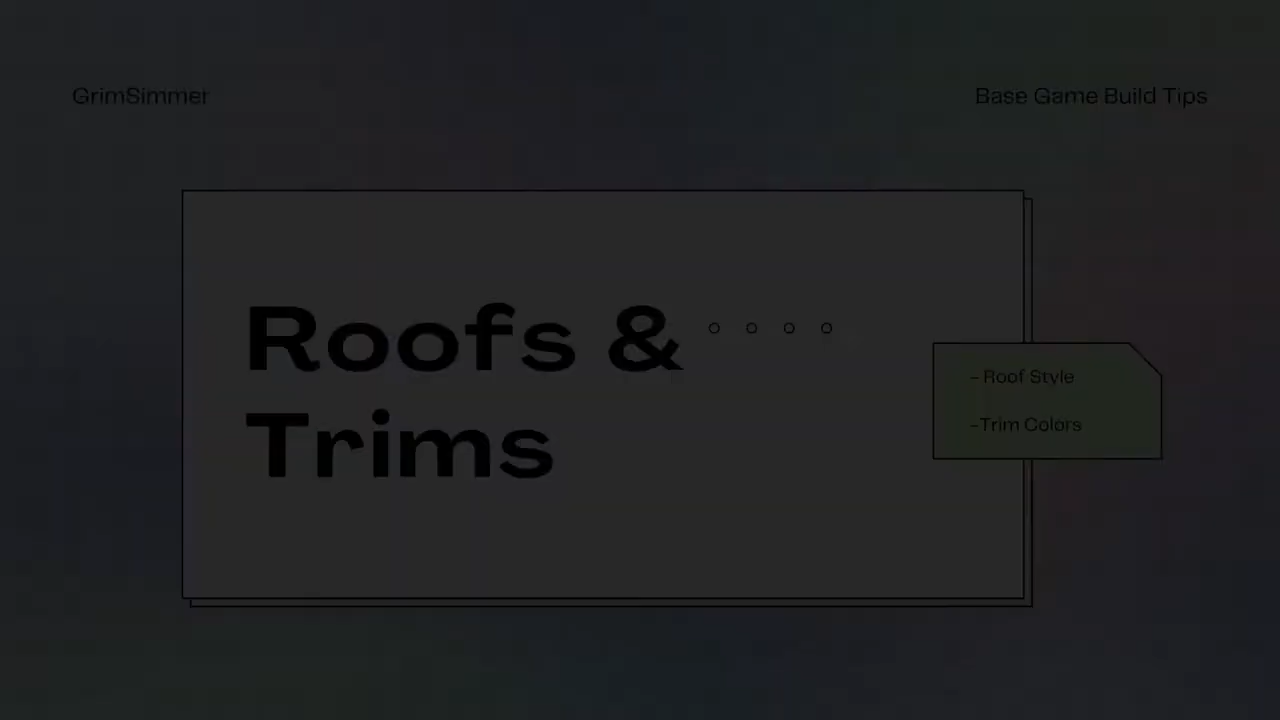 GrimSimmer
Base Game Build Tips
Roofs &
Trims
- Roof Style
-Trim Colors